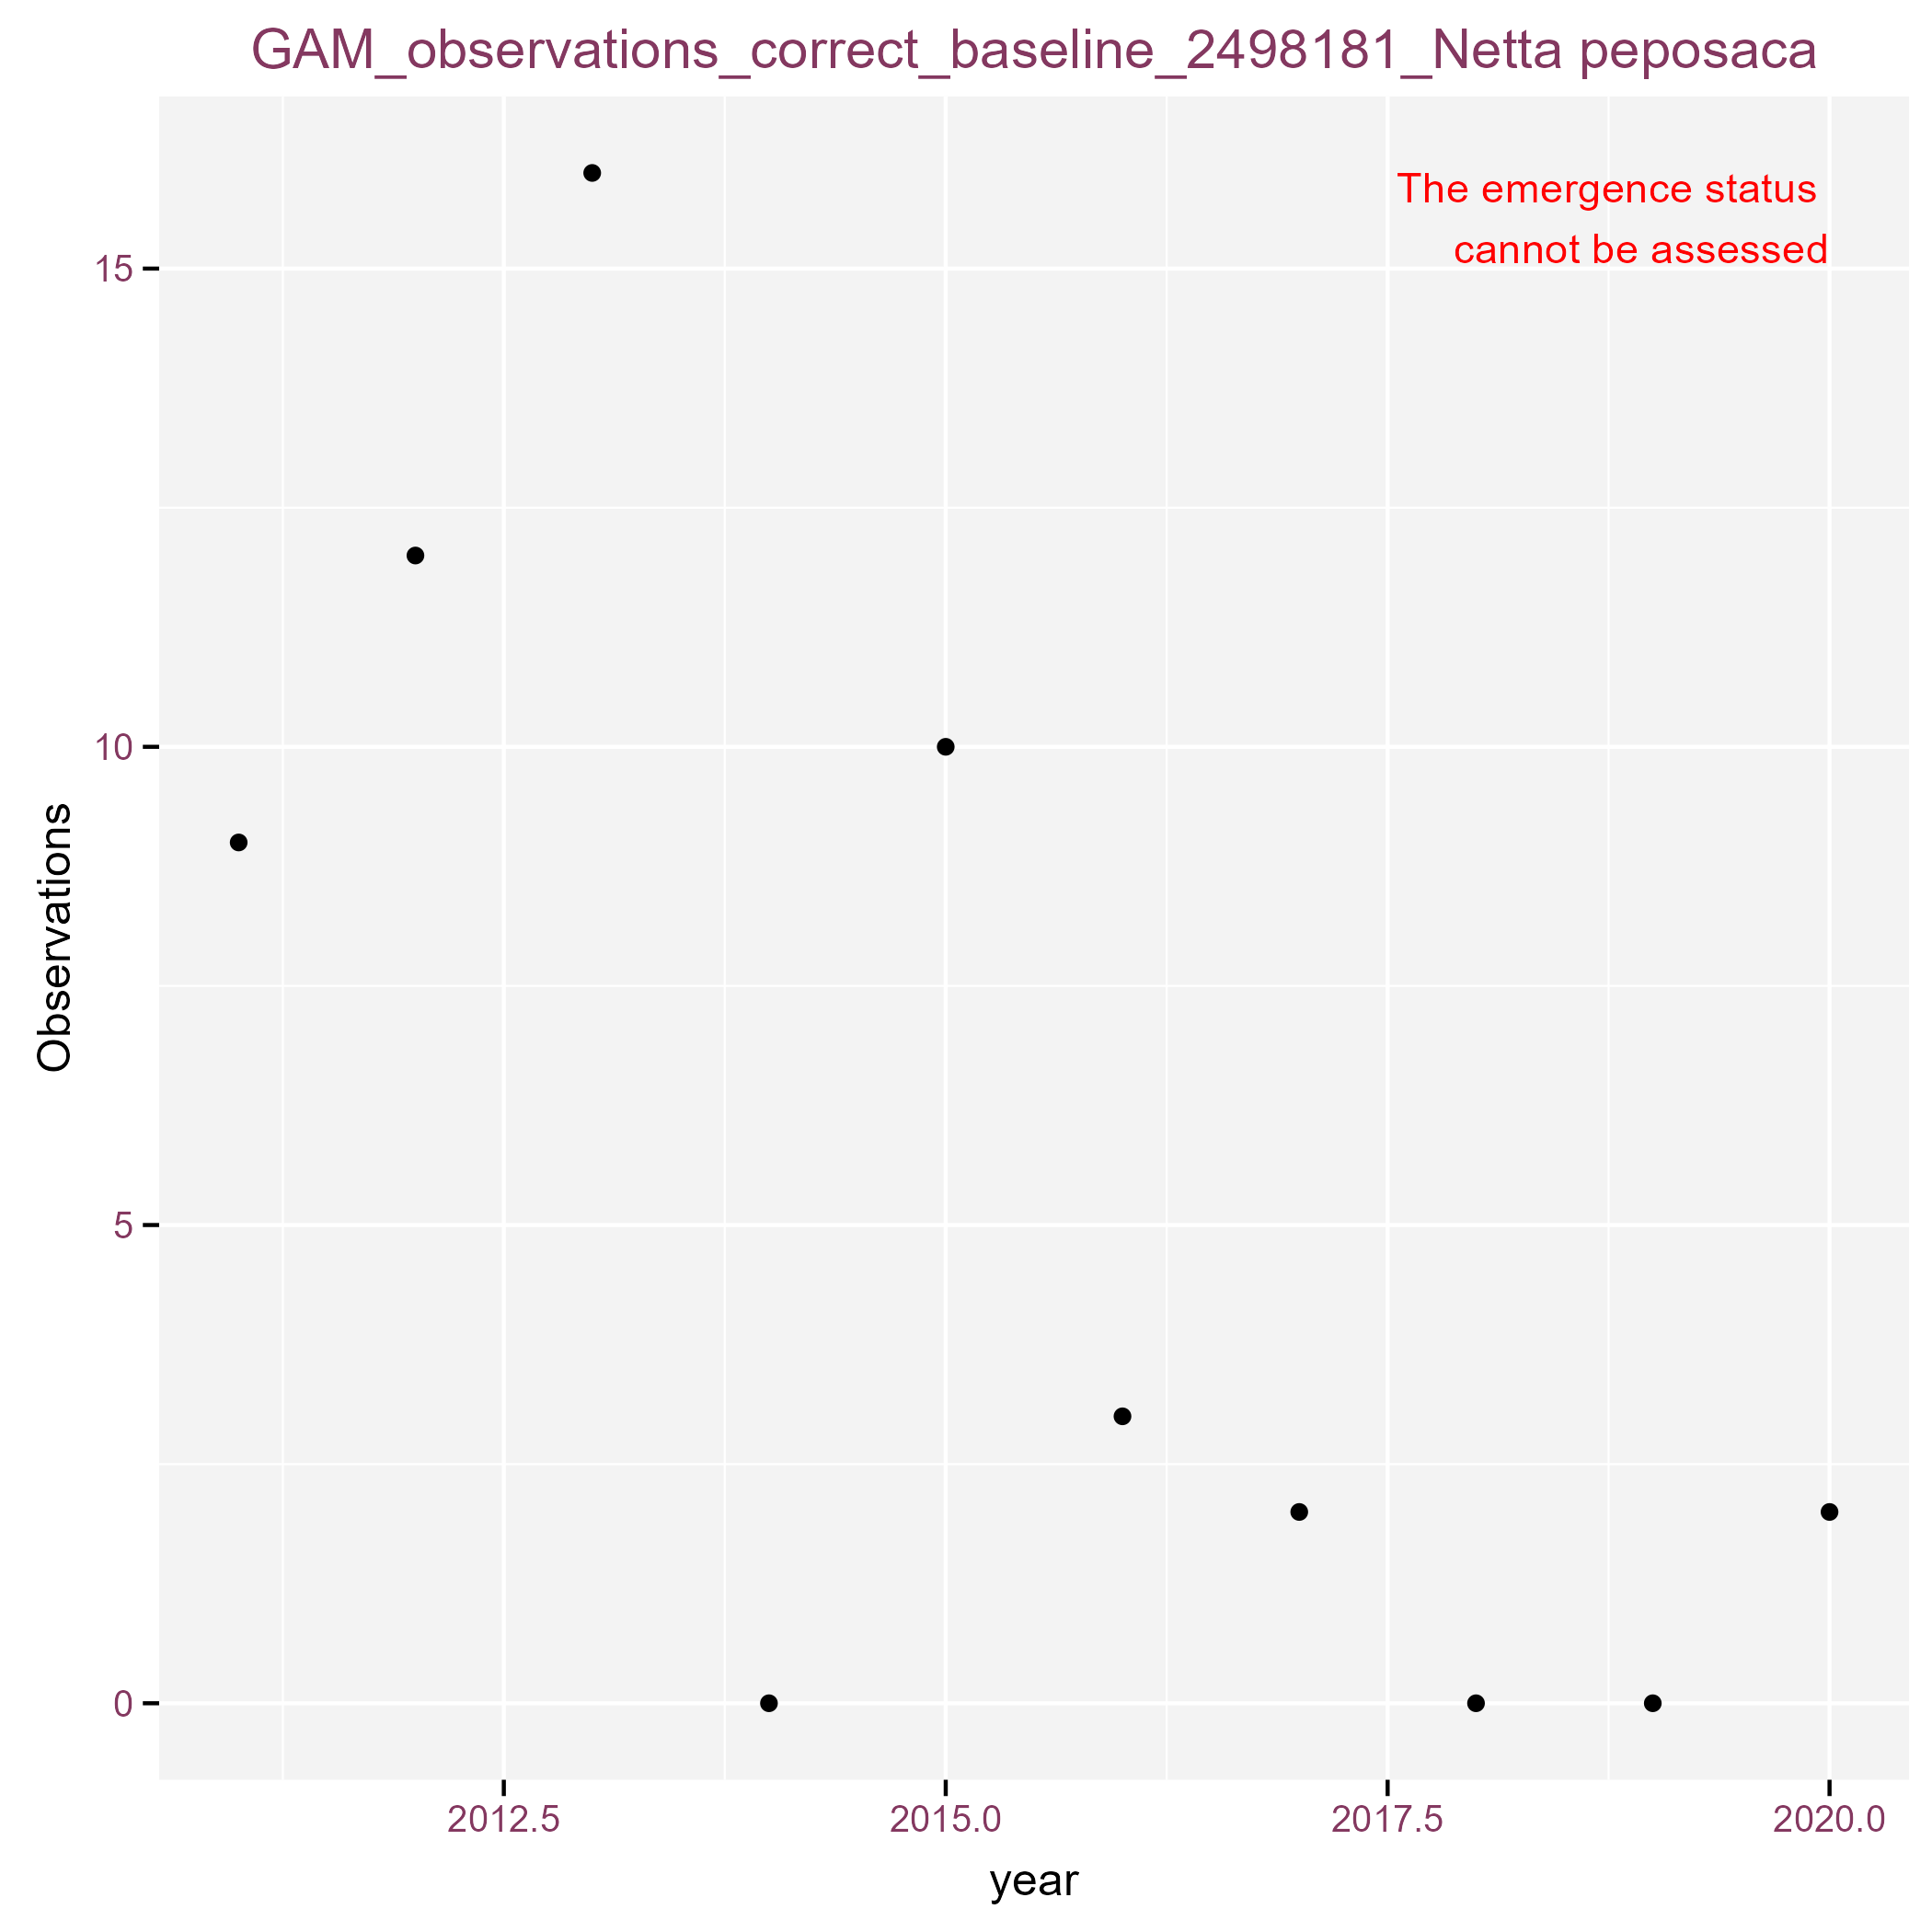 GAM_observations_correct_baseline_2498181_Netta peposaca
The emergence status
cannot be assessed
15
10
5
0
Observations
2012.5 2015.0 2017.5 2020.0
year